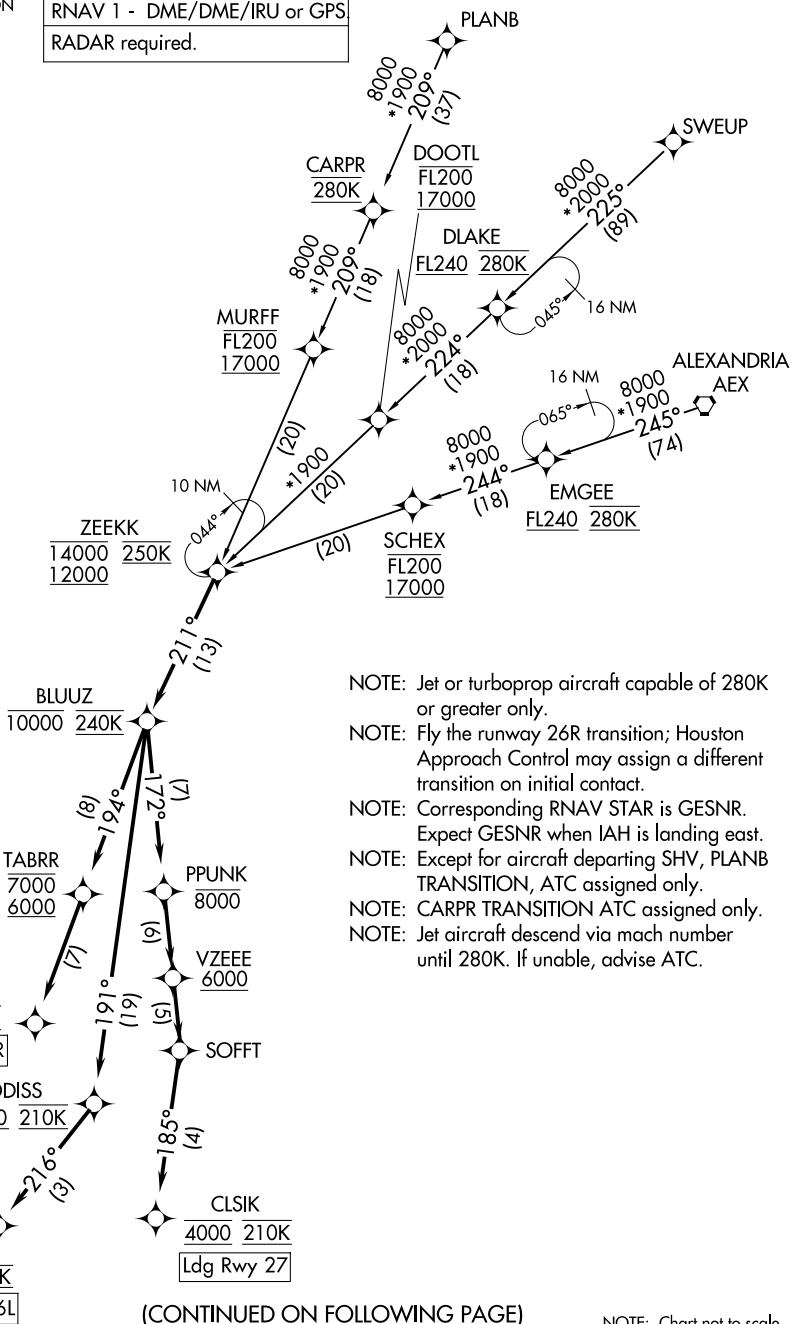 ON
RNAV 1 - DME/DME/IRU or GPS.
RADAR required.
PLANB
8000
*1900
209°
(37)
SWEUP
8000
*2000
225°
(89)
DOOTL
FL200
17000
CARPR
280K
8000
*1900
209°
(18)
DLAKE
FL240 280K
045°
16 NM
MURFF
FL200
17000
8000
*2000
224°
(18)
ALEXANDRIA
AEX
16 NM
065°
8000
*1900
245°
(74)
(20)
*1900
(20)
8000
*1900
244°
(18)
EMGEE
FL240 280K
10 NM
044°
ZEEKK
14000 250K
12000
(20)
SCHEX
FL200
17000
211°
(13)
BLUUZ
10000 240K
NOTE: Jet or turboprop aircraft capable of 280K
or greater only.
NOTE: Fly the runway 26R transition; Houston
Approach Control may assign a different
transition on initial contact.
NOTE: Corresponding RNAV STAR is GESNR.
Expect GESNR when IAH is landing east.
NOTE: Except for aircraft departing SHV, PLANB
TRANSITION, ATC assigned only.
NOTE: CARPR TRANSITION ATC assigned only.
NOTE: Jet aircraft descend via mach number
until 280K. If unable, advise ATC.
(8)
194°
172°
(7)
TABRR
7000
6000
PPUNK
8000
(7)
(6)
VZEEE
6000
191°
(19)
(5)
SOFFT
R
DISS
0 210K
185°
(4)
216°
(3)
CLSIK
4000 210K
Ldg Rwy 27
K
6L
(CONTINUED ON FOLLOWING PAGE)
NOTE: Chart not to scale.